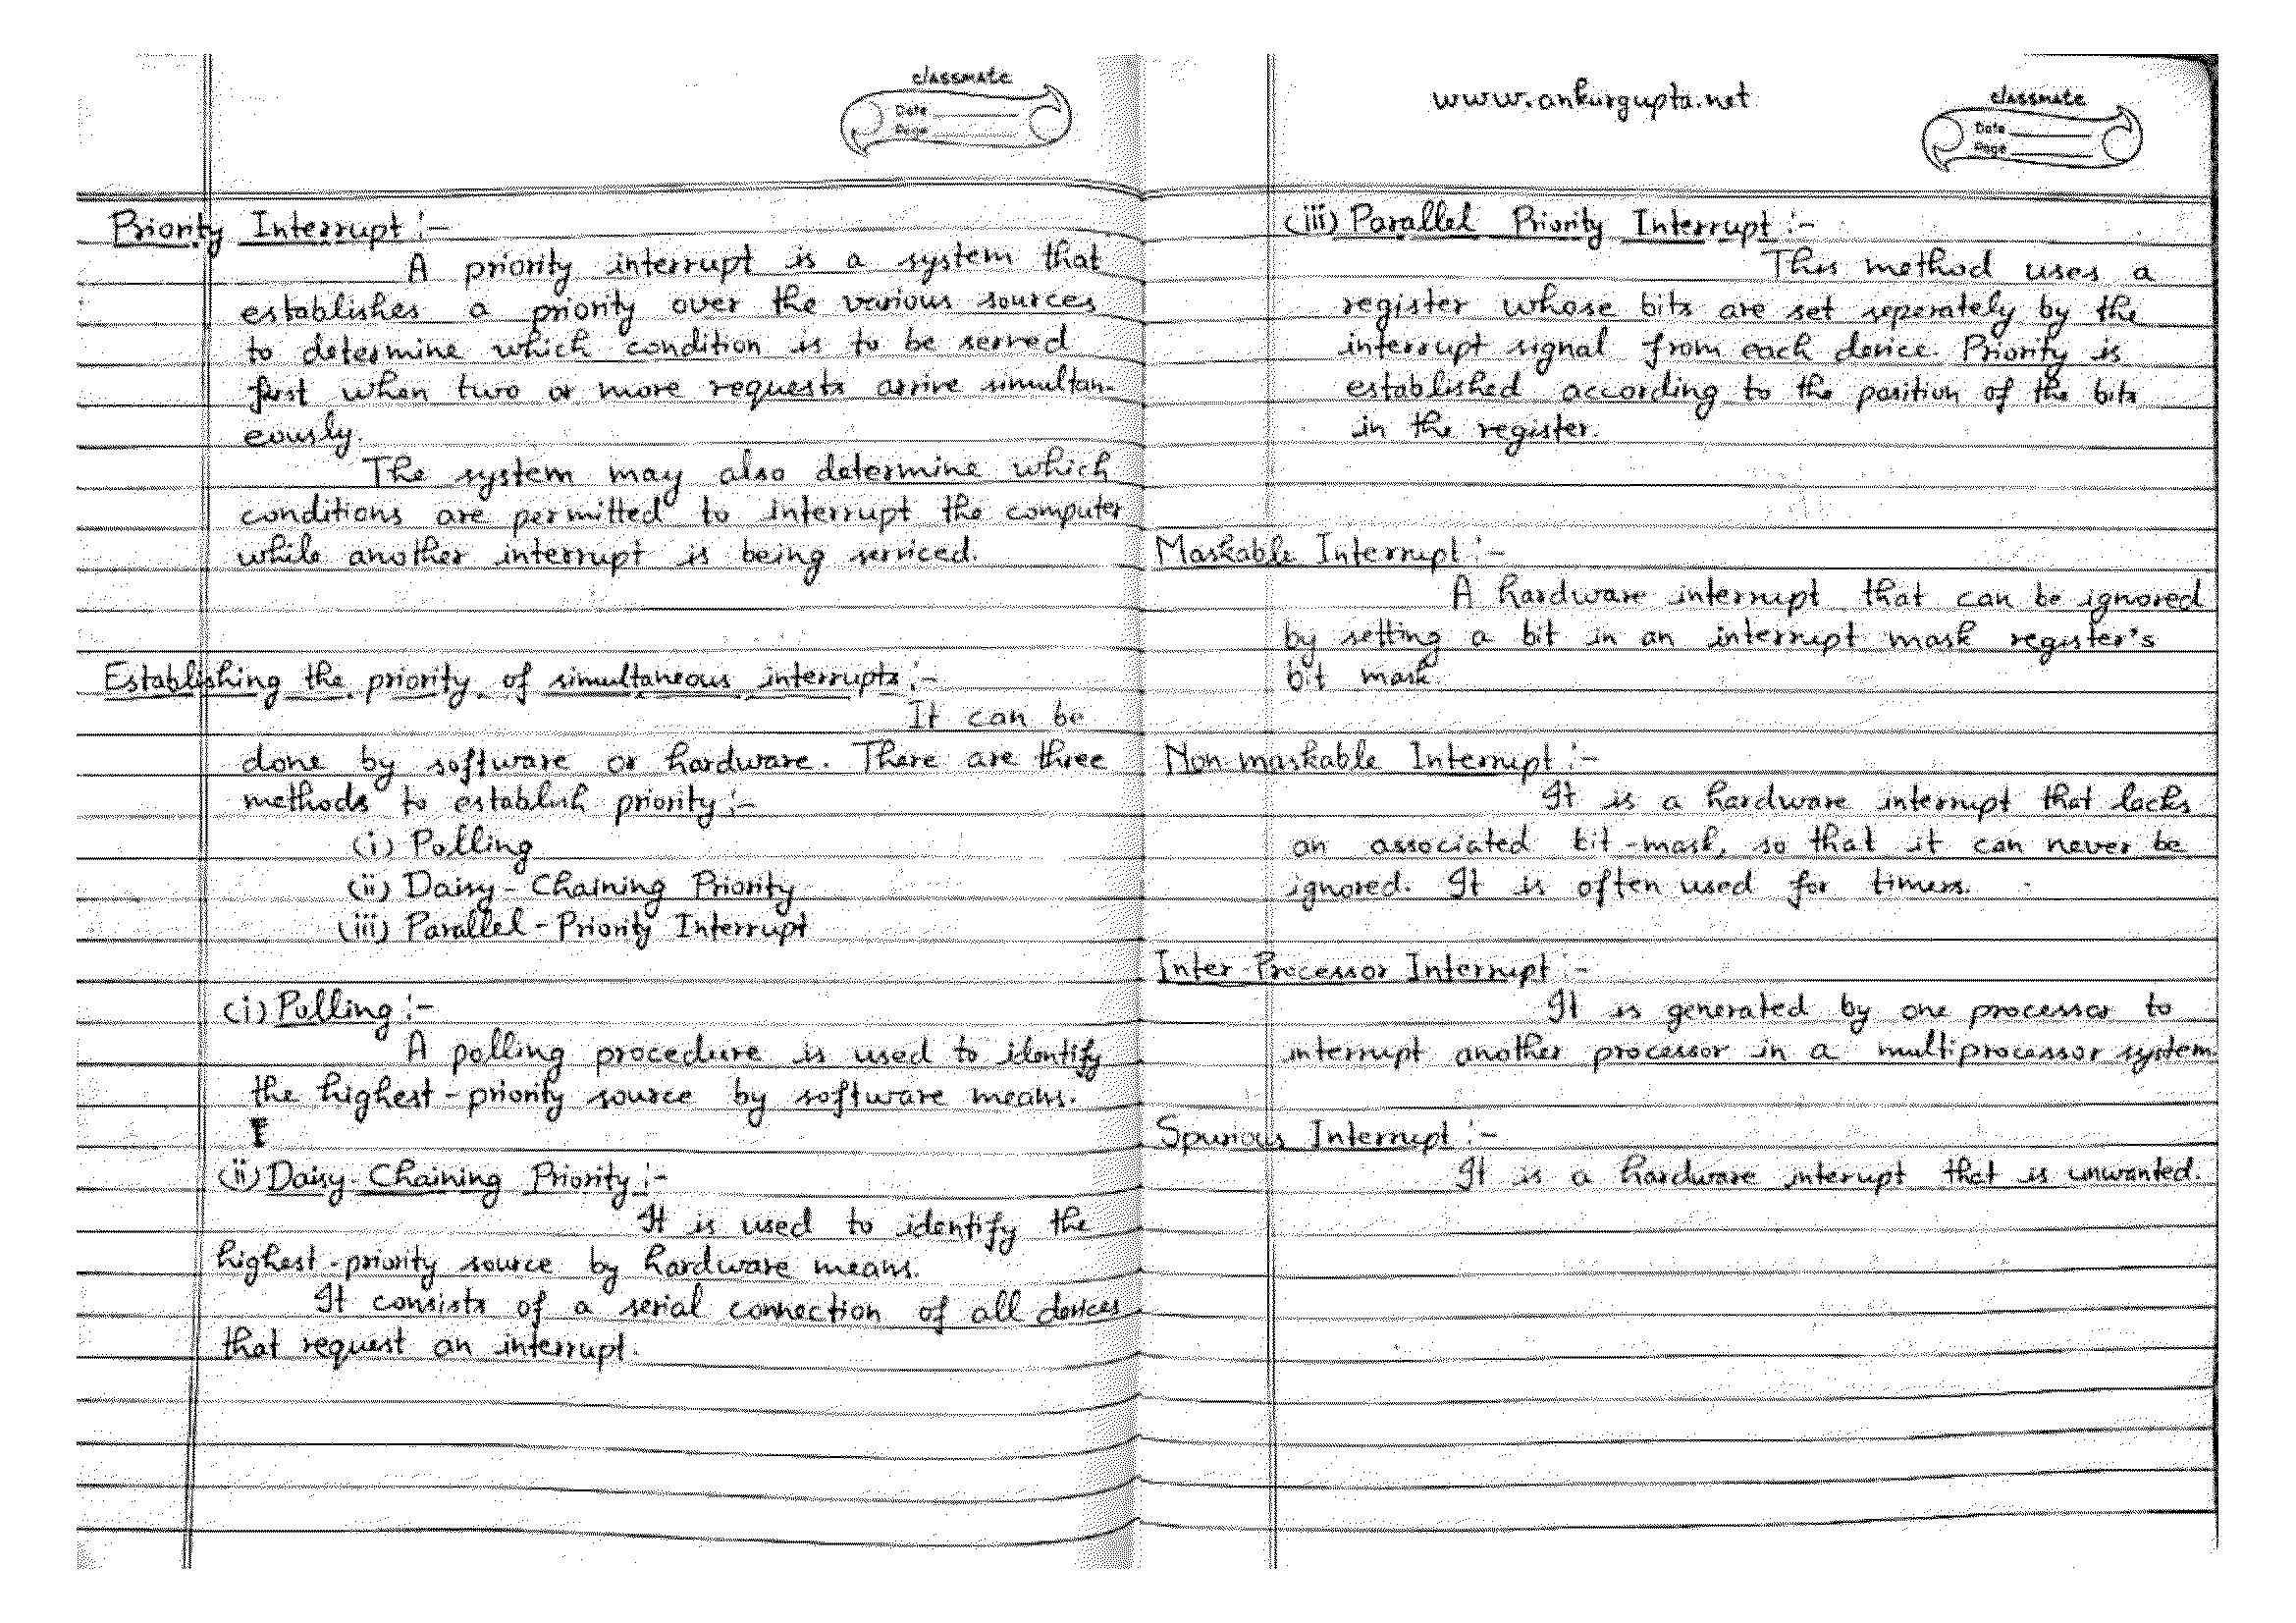 classmate
Date
Page
Priority Interrupt :-
A priority interrupt is a system that
establishes a priority over the various sources
to determine which condition is to be served
first when two or more requests arrive simultan-
eously.
The system may also determine which
conditions are permitted to interrupt the computer
while another interrupt is being serviced.
Establishing the priority of simultaneous interrupts :-
It can be
done by software or hardware. There are three
methods to establish priority :-
(i) Polling
(ii) Daisy-Chaining Priority
(iii) Parallel-Priority Interrupt
(i) Polling :-
A polling procedure is used to identify
the highest-priority source by software means.
(ii) Daisy-Chaining Priority :-
It is used to identify the
highest-priority source by hardware means.
It consists of a serial connection of all devices
that request an interrupt.
www.ankurgupta.net
classmate
Date
Page
(iii) Parallel Priority Interrupt :-
This method uses a
register whose bits are set seperately by the
interrupt signal from each device. Priority is
established according to the position of the bits
in the register.
Maskable Interrupt :-
A hardware interrupt that can be ignored
by setting a bit in an interrupt mask register's
bit mask.
Non maskable Interrupt :-
It is a hardware interrupt that lacks
an associated bit-mask, so that it can never be
ignored. It is often used for timers.
Inter Processor Interrupt :-
It is generated by one processor to
interrupt another processor in a multiprocessor system.
Spurious Interrupt :-
It is a hardware interupt that is unwanted.